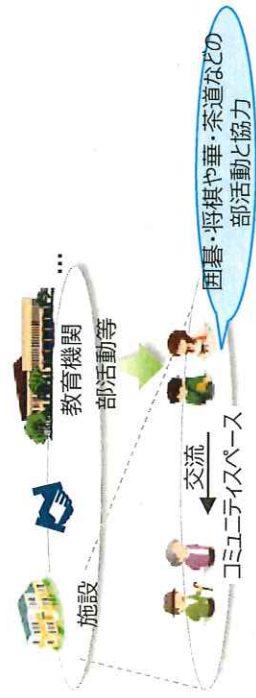 施設
教育機関
部活動等
…
コミュニティスペース
交流
囲碁・将棋や華・茶道などの
部活動と協力